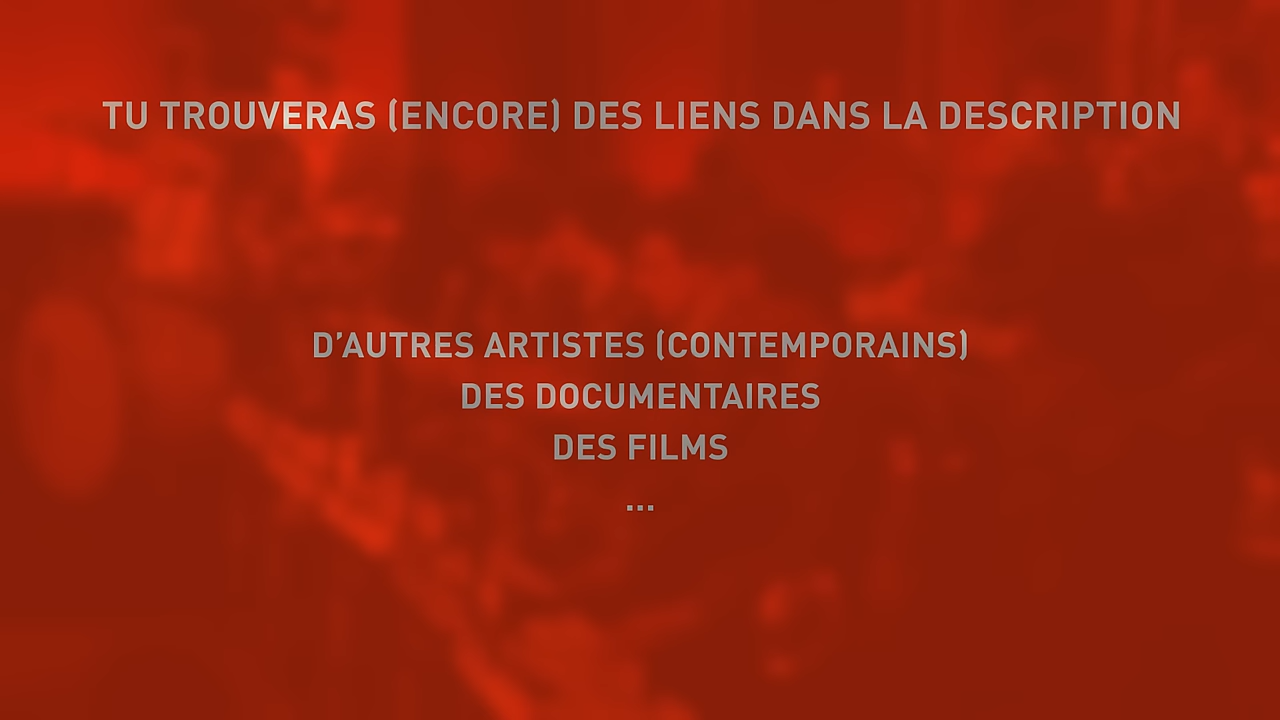 TU TROUVERAS (ENCORE) DES LIENS DANS LA DESCRIPTION
D'AUTRES ARTISTES (CONTEMPORAINS)
DES DOCUMENTAIRES
DES FILMS
...